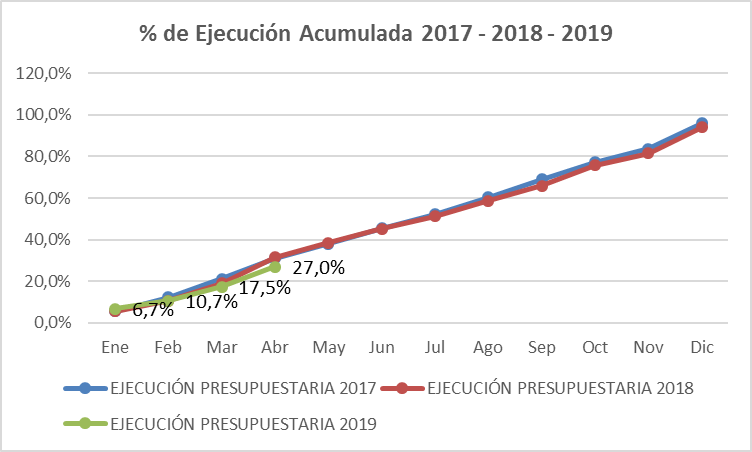 % de Ejecución Acumulada 2017 - 2018 - 2019
120,0%
100,0%
80,0%
60,0%
40,0%
20,0%
0,0%
6,7%
10,7%
17,5%
27,0%
Ene Feb Mar Abr May Jun Jul Ago Sep Oct Nov Dic
EJECUCIÓN PRESUPUESTARIA 2017 EJECUCIÓN PRESUPUESTARIA 2018
EJECUCIÓN PRESUPUESTARIA 2019